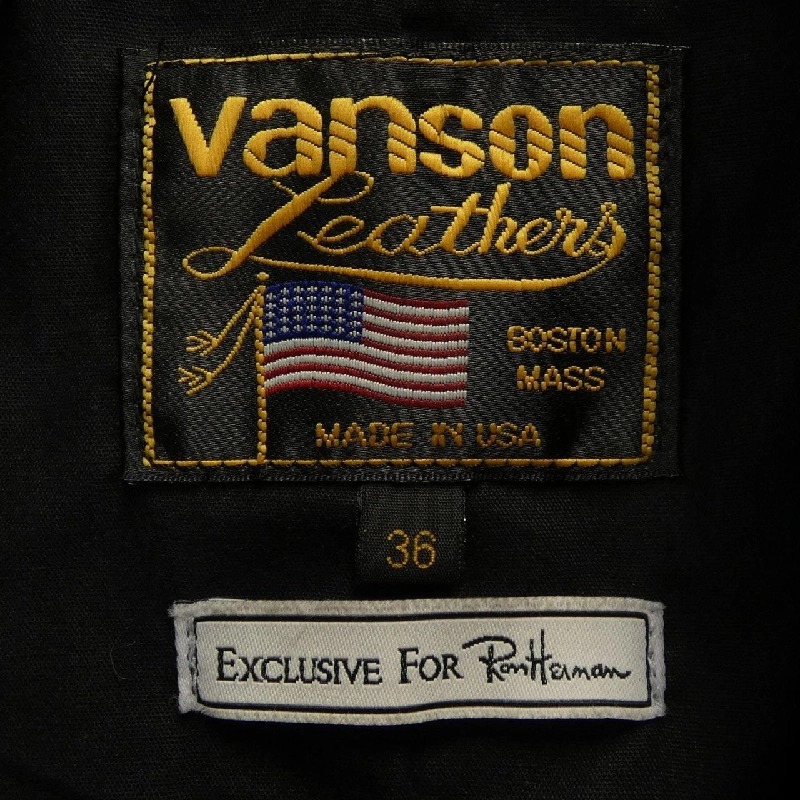 vanson
Leathers
BOSTON
MASS
MADE IN USA
36
EXCLUSIVE FOR RonHerman